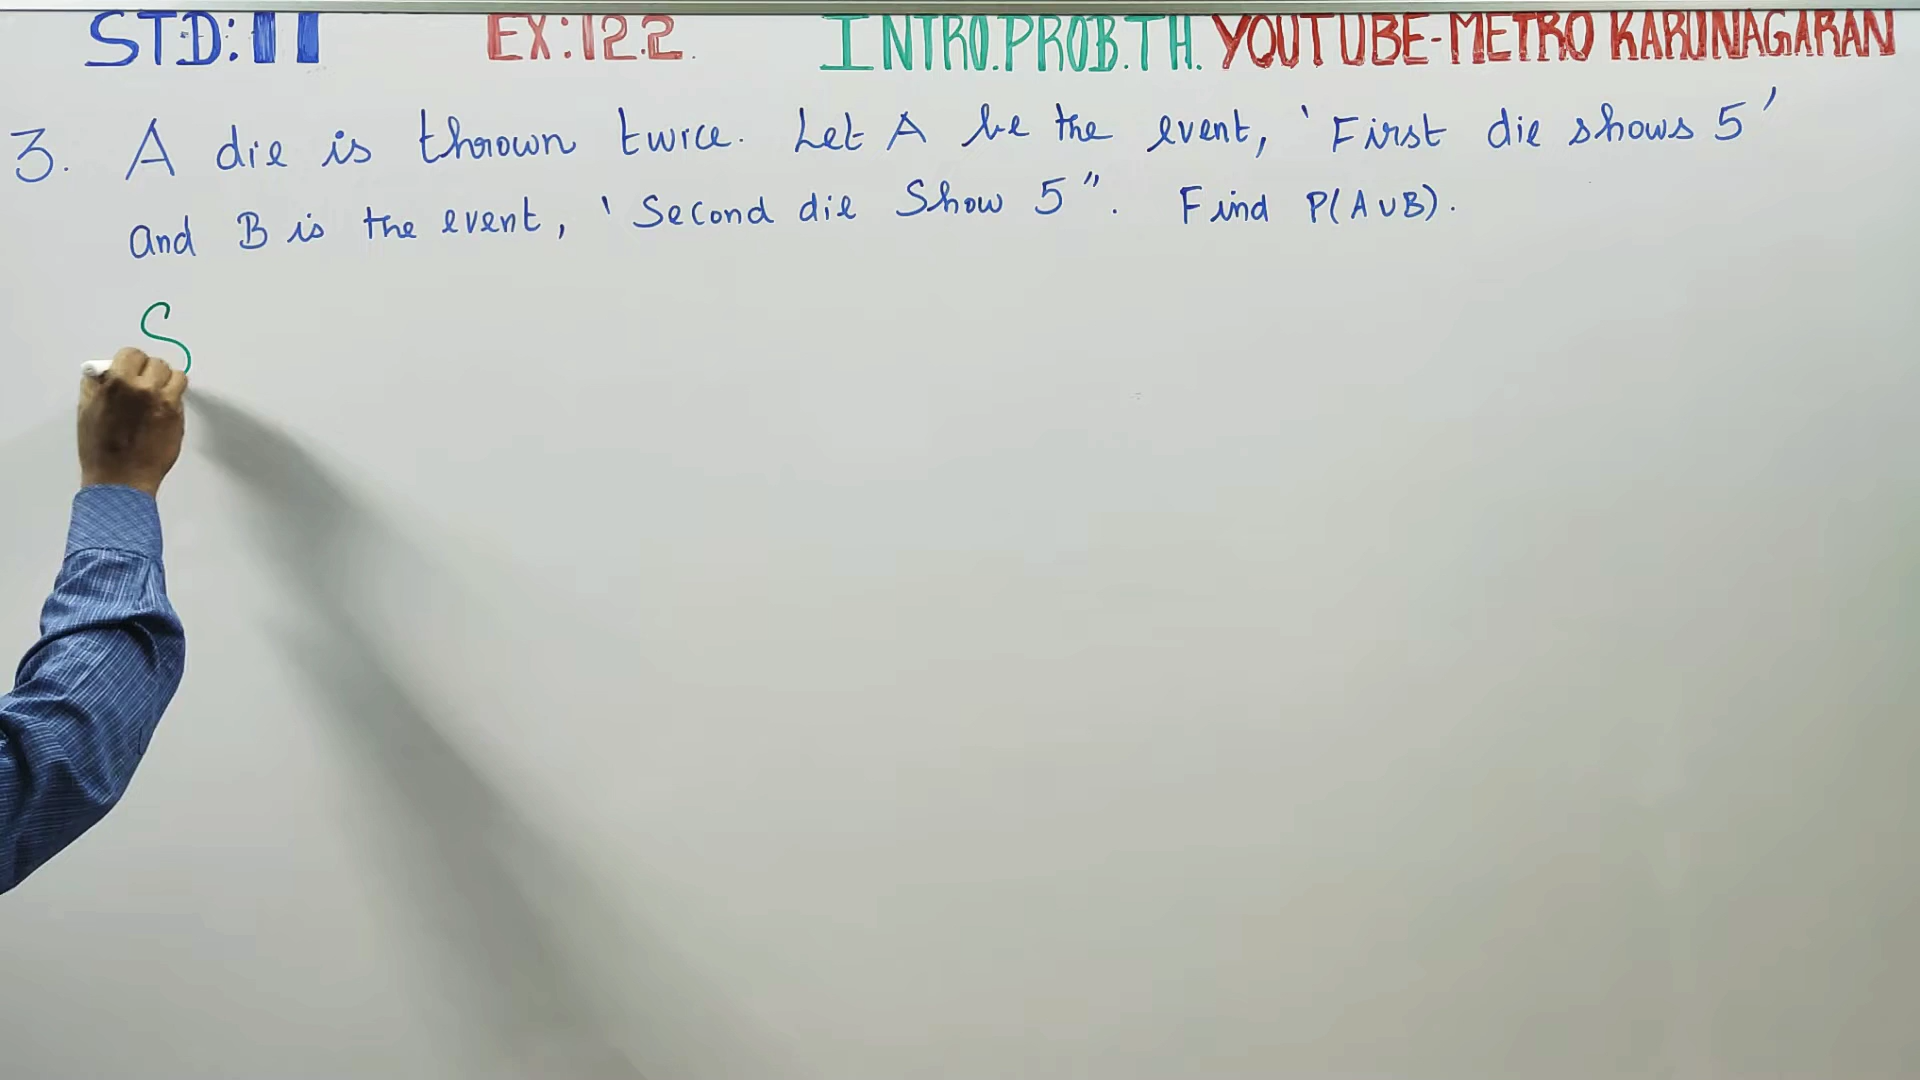 STD:11 EX:12.2. INTRO.PROB.TH. YOUTUBE-METRO KARUNAGARAN
3. A die is thrown twice. Let A be the event, 'First die shows 5'
and B is the event, 'Second die Show 5". Find P(A∪B).
S